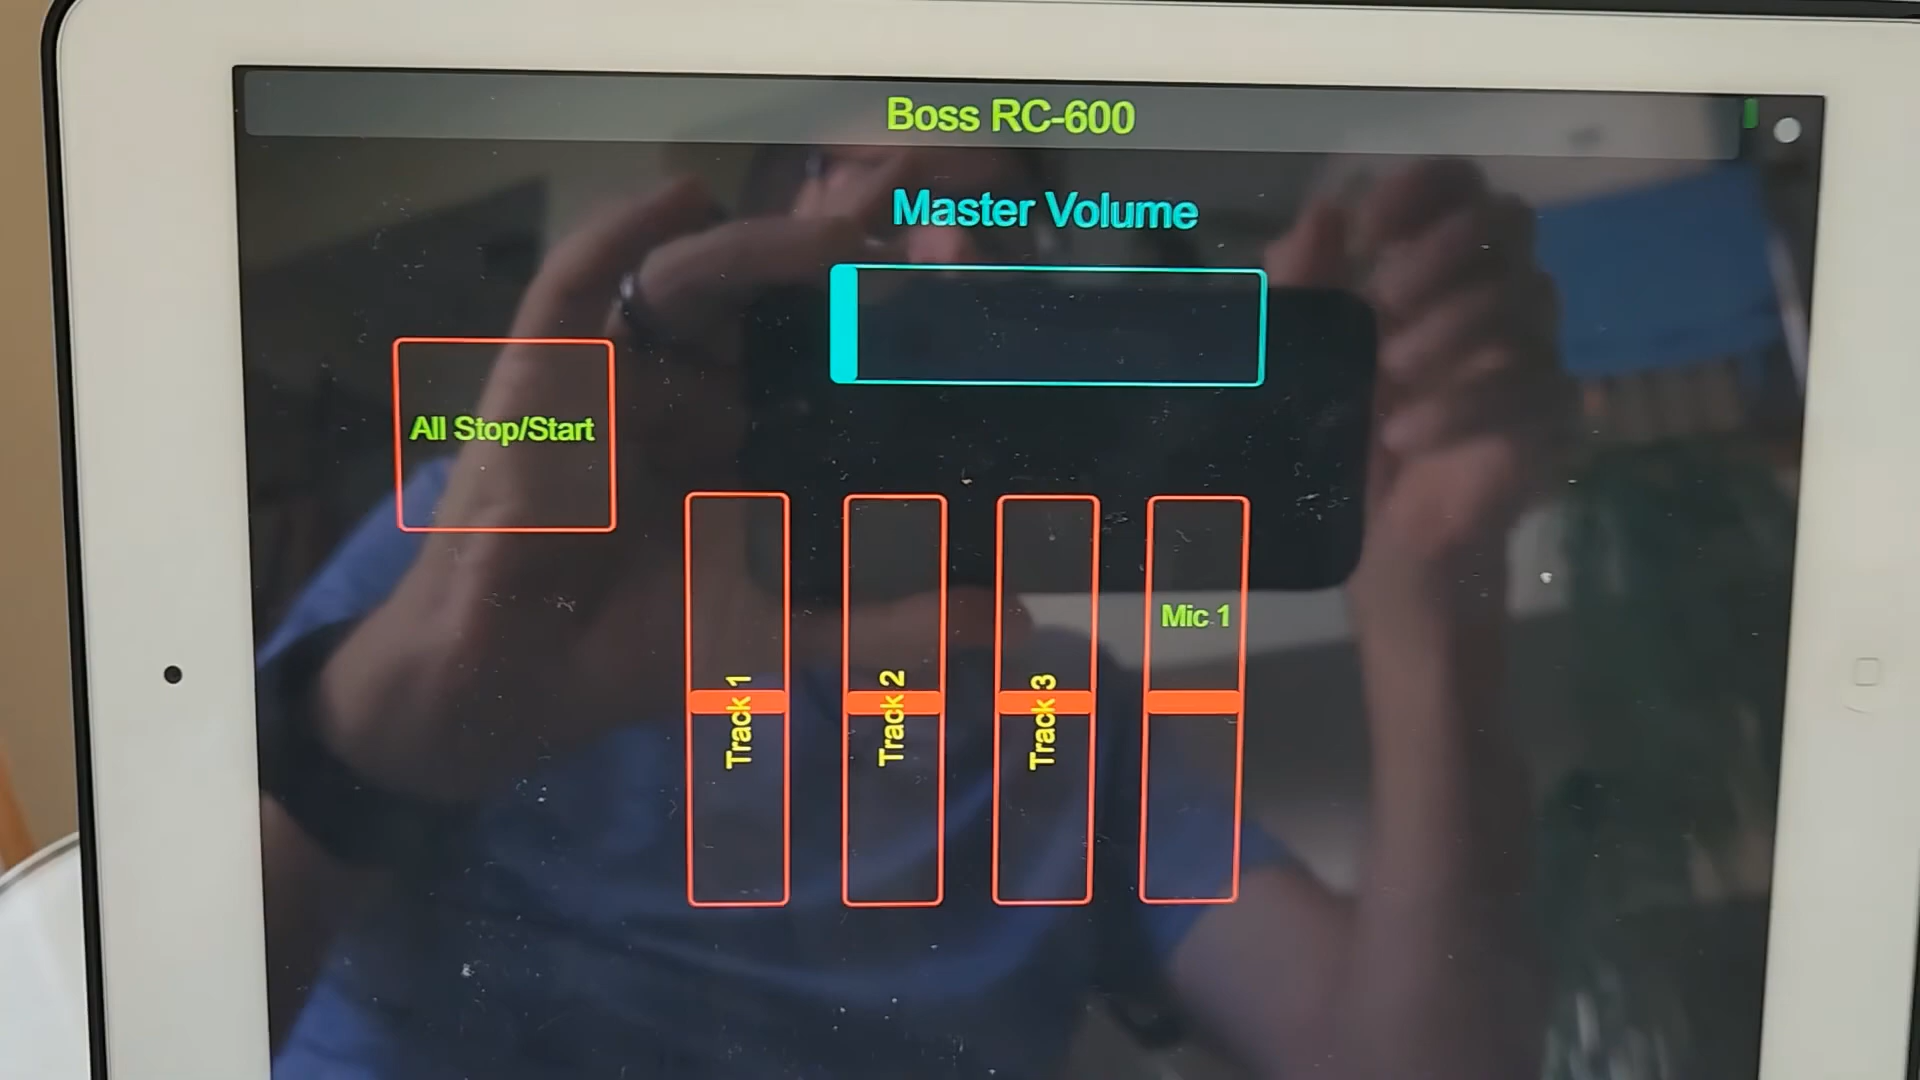 Boss RC-600
Master Volume
All Stop/Start
Mic 1
Track 1
Track 2
Track 3